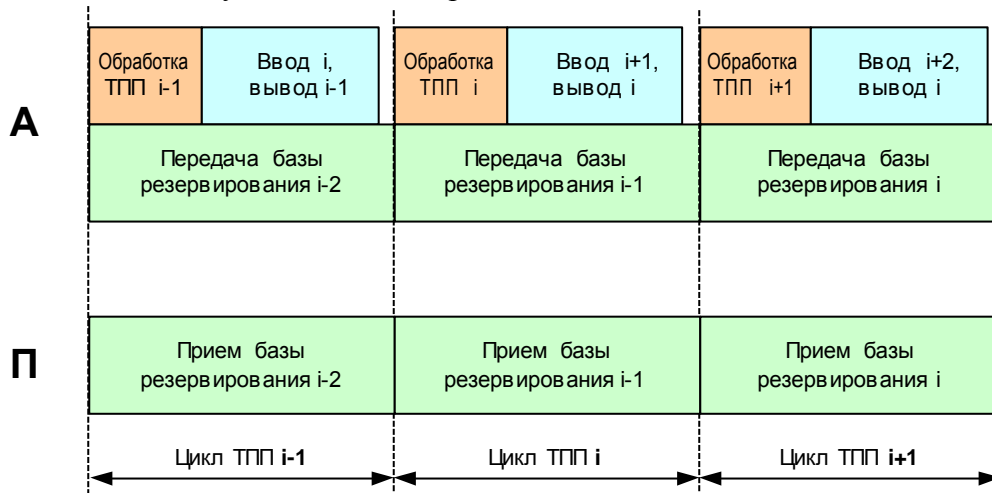 Обработка ТПП i-1
Ввод i, вывод i-1
Обработка ТПП i
Ввод i+1, вывод i
Обработка ТПП i+1
Ввод i+2, вывод i
А
Передача базы резервирования i-2
Передача базы резервирования i-1
Передача базы резервирования i
П
Прием базы резервирования i-2
Прием базы резервирования i-1
Прием базы резервирования i
Цикл ТПП i-1
Цикл ТПП i
Цикл ТПП i+1